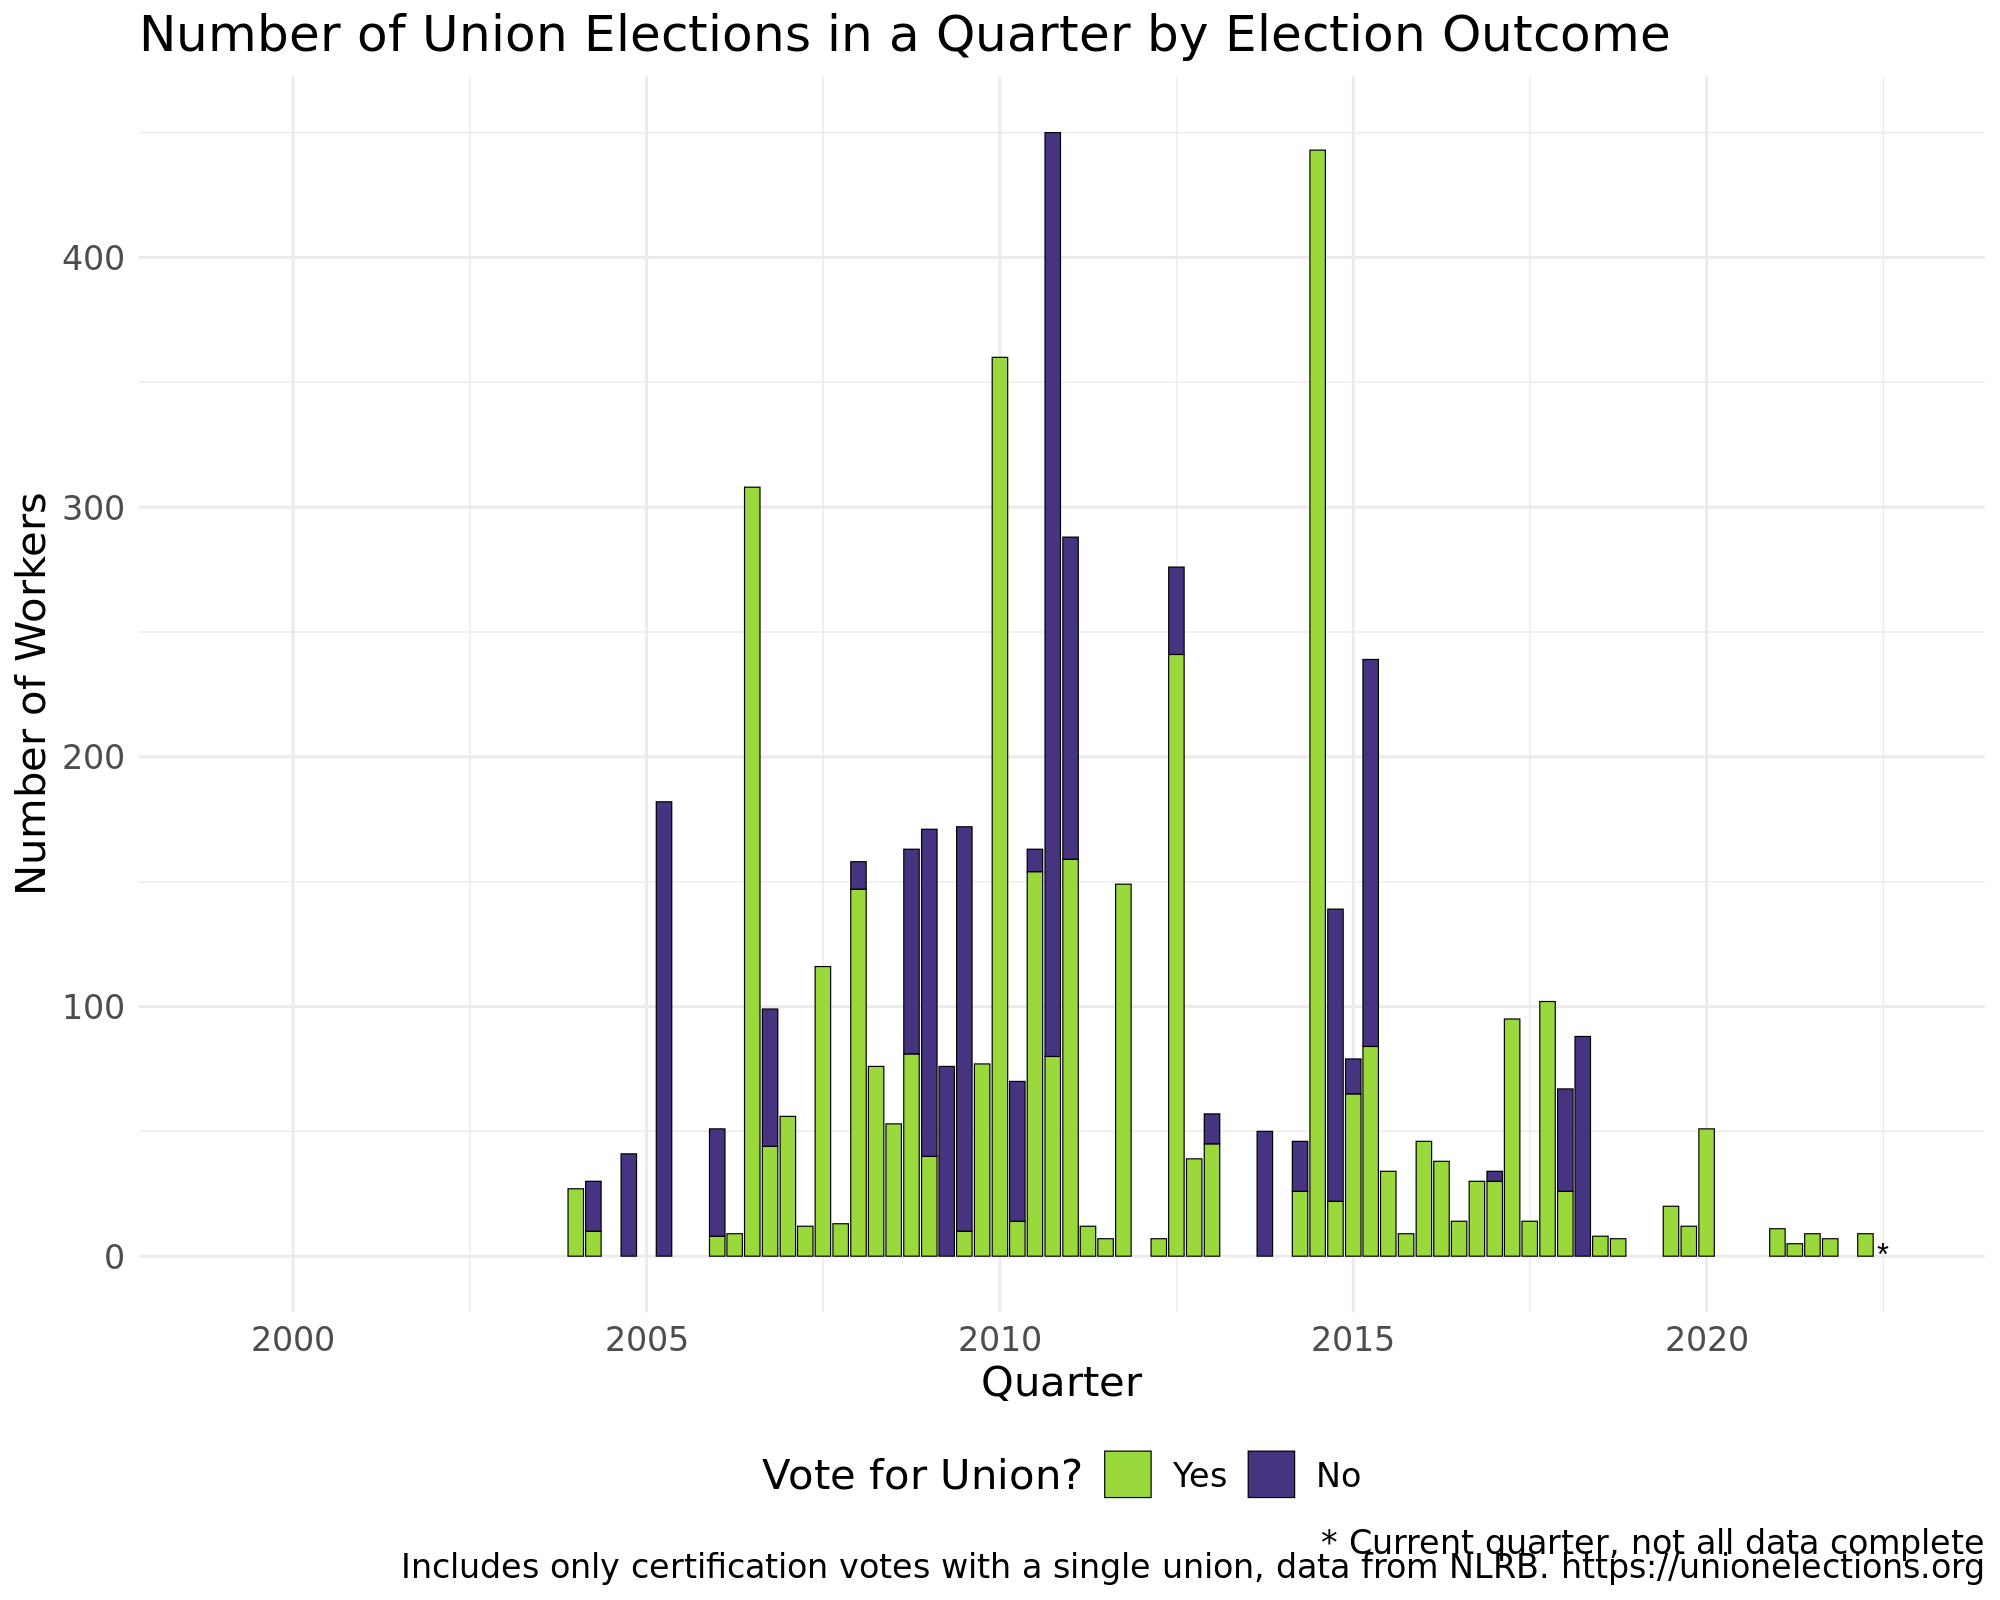 Number of Union Elections in a Quarter by Election Outcome
Number of Workers
400
300
200
100
0
*
2000 2005 2010 2015 2020
Quarter
Vote for Union? Yes No
* Current quarter, not all data complete
Includes only certification votes with a single union, data from NLRB. https://unionelections.org